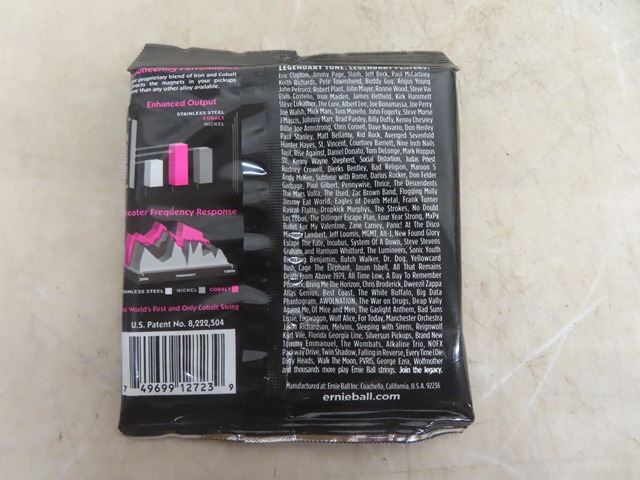 Pioneering Performance
proprietary blend of Iron and Cobalt
the magnets in your pickups
than any other alloy available.
Enhanced Output
STAINLESS STEEL
COBALT
NICKEL
Greater Frequency Response
FREQUENCY
STAINLESS STEEL NICKEL COBALT
The World's First and Only Cobalt String
U.S. Patent No. 8,222,504
7 49699 12723 9
LEGENDARY TONE. LEGENDARY PLAYERS.
Eric Clapton, Jimmy Page, Slash, Jeff Beck, Paul McCartney
Keith Richards, Pete Townshend, Buddy Guy, Angus Young
John Petrucci, Robert Plant, John Mayer, Ronnie Wood, Steve Vai
Elvis Costello, Iron Maiden, James Hetfield, Kirk Hammett
Steve Lukather, The Cure, Albert Lee, Joe Bonamassa, Joe Perry
Joe Walsh, Mick Mars, Tom Morello, John Fogerty, Steve Morse
J Mascis, Johnny Marr, Brad Paisley, Billy Duffy, Kenny Chesney
Billie Joe Armstrong, Chris Cornell, Dave Navarro, Don Henley
Paul Stanley, Matt Bellamy, Kid Rock, Avenged Sevenfold
Hunter Hayes, St. Vincent, Courtney Barnett, Nine Inch Nails
Tool, Rise Against, Daniel Donato, Tom DeLonge, Mark Hoppus
Kenny Wayne Shepherd, Social Distortion, Judas Priest
Rodney Crowell, Dierks Bentley, Bad Religion, Maroon 5
Andy McKee, Sublime with Rome, Darius Rucker, Don Felder
Garbage, Paul Gilbert, Pennywise, Thrice, The Descendents
The Mars Volta, The Used, Zac Brown Band, Flogging Molly
Jimmy Eat World, Eagles of Death Metal, Frank Turner
Rascal Flatts, Dropkick Murphys, The Strokes, No Doubt
Los Lobos, The Dillinger Escape Plan, Four Year Strong, MxPx
Bullet For My Valentine, Zane Carney, Panic! At The Disco
Lambert, Jeff Loomis, MGMT, Alt-J, New Found Glory
Escape The Fate, Incubus, System Of A Down, Steve Stevens
Graham and Harrison Whitford, The Lumineers, Sonic Youth
Breaking Benjamin, Butch Walker, Dr. Dog, Yellowcard
Bush, Cage The Elephant, Jason Isbell, All That Remains
Death From Above 1979, All Time Low, A Day To Remember
Bring Me The Horizon, Chris Broderick, Dweezil Zappa
Atlas Genius, Best Coast, The White Buffalo, Big Data
Phantogram, AWOLNATION, The War on Drugs, Deap Vally
Against Me, Of Mice and Men, The Gaslight Anthem, Bad Suns
Lissie, Lagwagon, Wolf Alice, For Today, Manchester Orchestra
Richardson, Melvins, Sleeping with Sirens, Reignwolf
Kurt Vile, Florida Georgia Line, Silversun Pickups, Brand New
Tommy Emmanuel, The Wombats, Alkaline Trio, NOFX
Parkway Drive, Twin Shadow, Falling in Reverse, Every Time I Die
Dirty Heads, Walk The Moon, PVRIS, George Ezra, Wolfmother
and thousands more play Ernie Ball strings. Join the legacy.
Manufactured at: Ernie Ball Inc. Coachella, California, U.S.A. 92236
ernieball.com